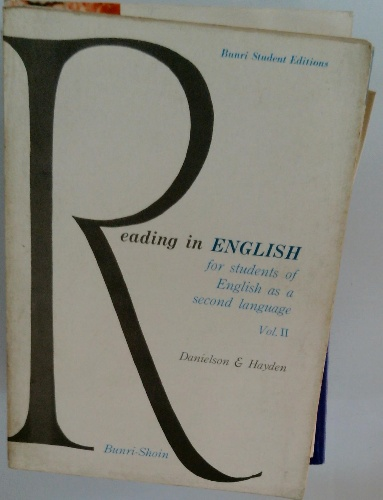 Bunri Student Editions
Reading in ENGLISH
for students of
English as a
second language
Vol. II
Danielson & Hayden
Bunri-Shoin